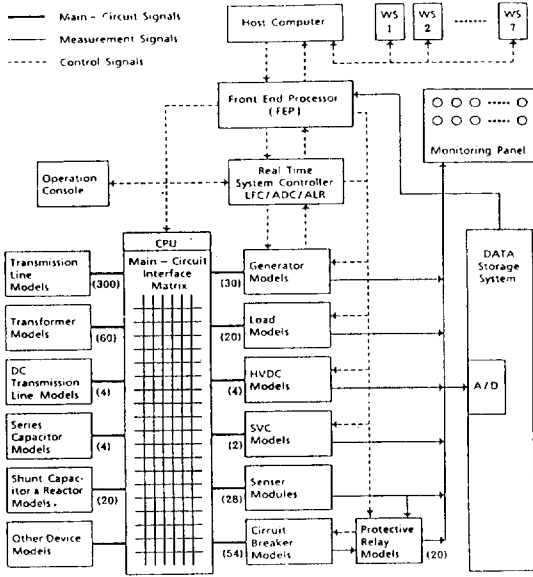 Main - Circuit Signals
Measurement Signals
Control Signals
Host Computer
WS
1
WS
2
WS
7
Front End Processor
(FEP)
Monitoring Panel
Operation
Console
Real Time
System Controller
LFC/ADC/ALR
CPU
Main - Circuit
Interface
Matrix
DATA
Storage
System
A/D
Transmission
Line
Models
(300)
Generator
Models
(30)
Transformer
Models
(60)
Load
Models
(20)
DC
Transmission
Line Models
(4)
HVDC
Models
(4)
Series
Capacitor
Models
(4)
SVC
Models
(2)
Shunt Capac-
itor & Reactor
Models.
(20)
Senser
Modules
(28)
Other Device
Models
Circuit
Breaker
Models
(54)
Protective
Relay
Models
(20)